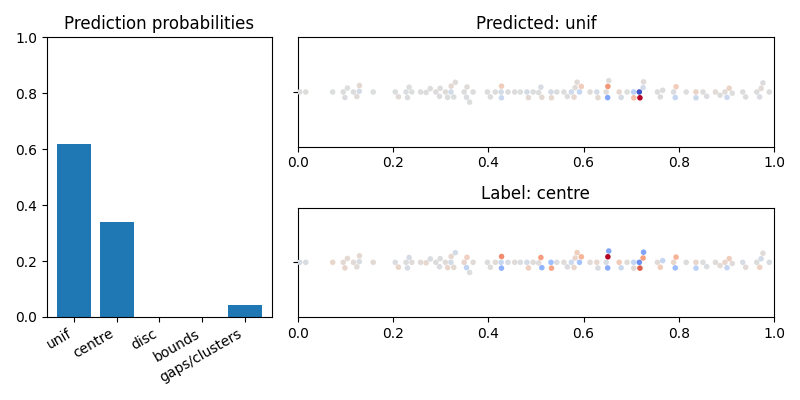 Prediction probabilities
1.0
0.8
0.6
0.4
0.2
0.0
unif
centre
disc
bounds
gaps/clusters
Predicted: unif
0.0 0.2 0.4 0.6 0.8 1.0
Label: centre
0.0 0.2 0.4 0.6 0.8 1.0